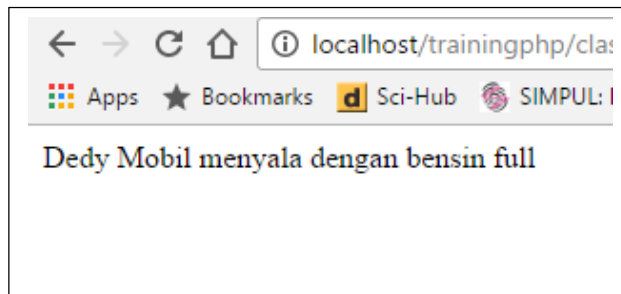 localhost/trainingphp/clas
Apps Bookmarks d Sci-Hub SIMPUL:
Dedy Mobil menyala dengan bensin full